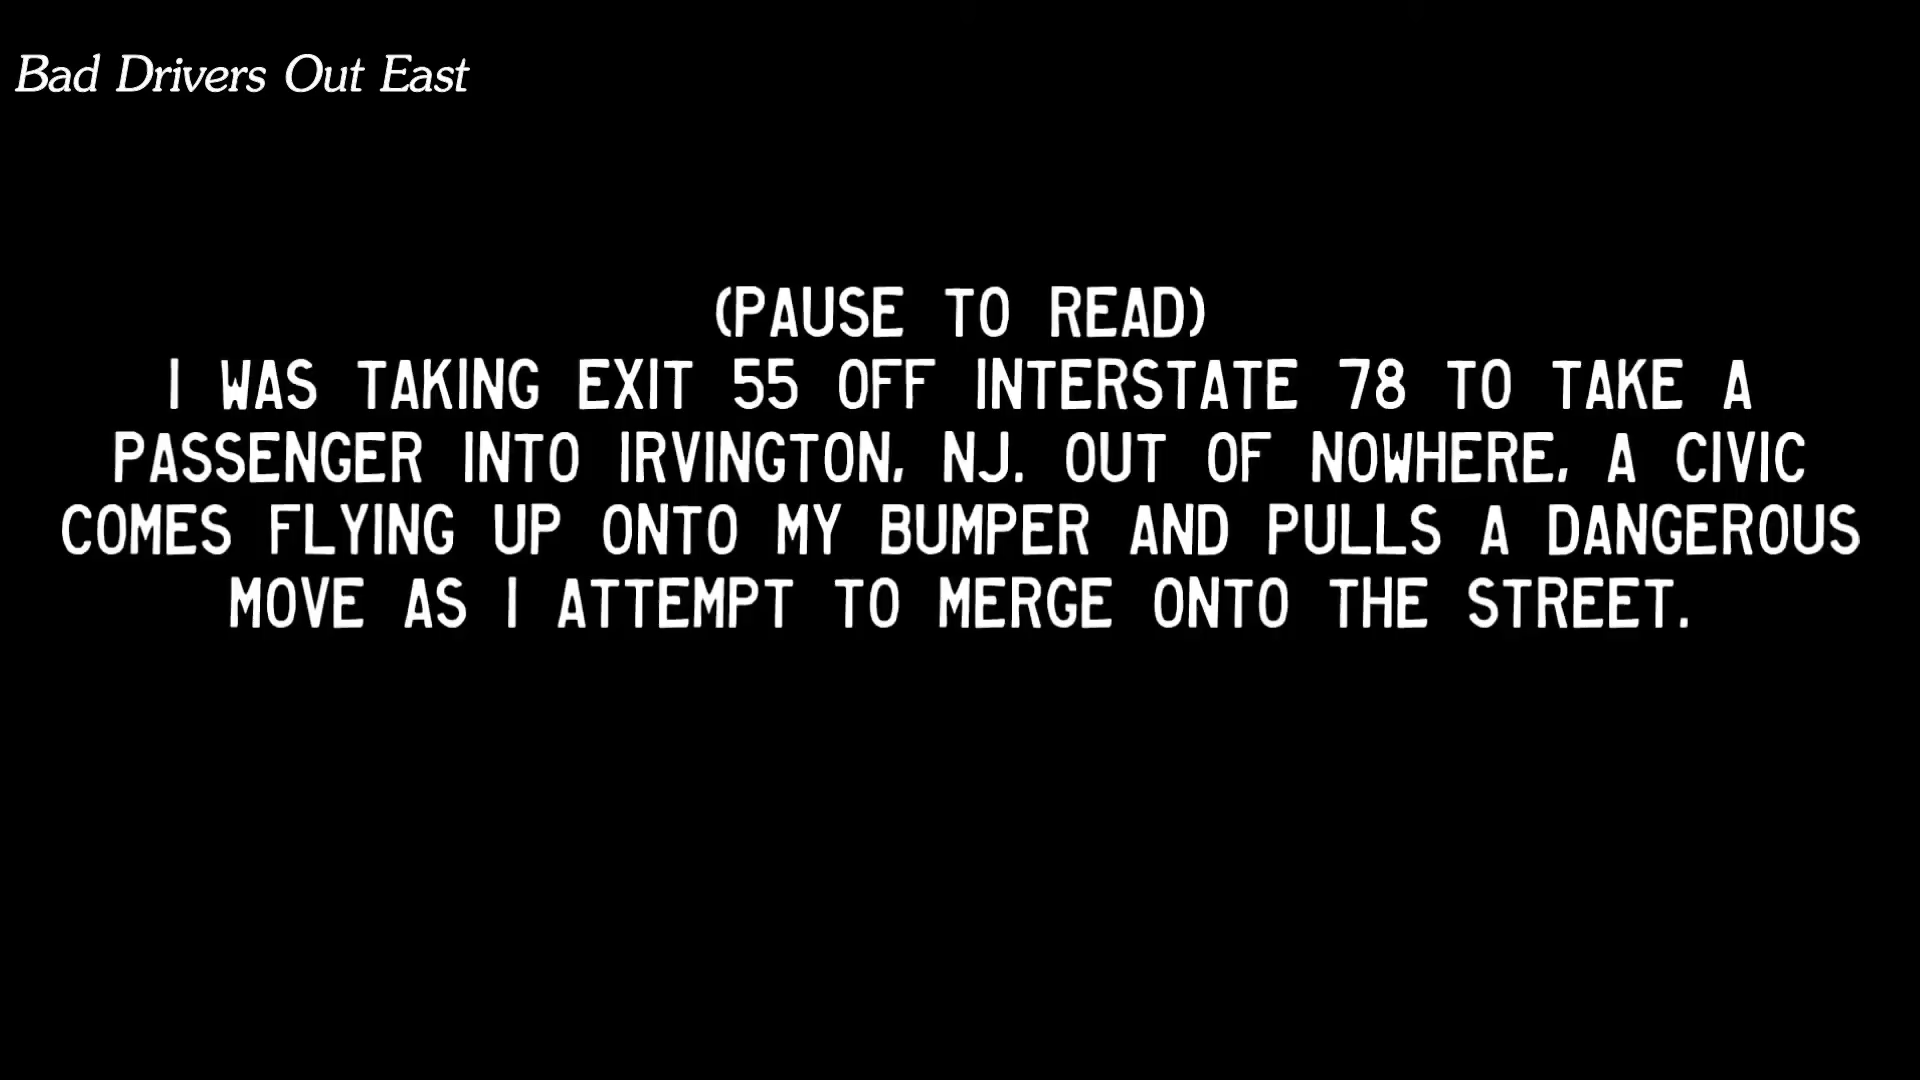 Bad Drivers Out East
(PAUSE TO READ)
I WAS TAKING EXIT 55 OFF INTERSTATE 78 TO TAKE A
PASSENGER INTO IRVINGTON, NJ. OUT OF NOWHERE, A CIVIC
COMES FLYING UP ONTO MY BUMPER AND PULLS A DANGEROUS
MOVE AS I ATTEMPT TO MERGE ONTO THE STREET.